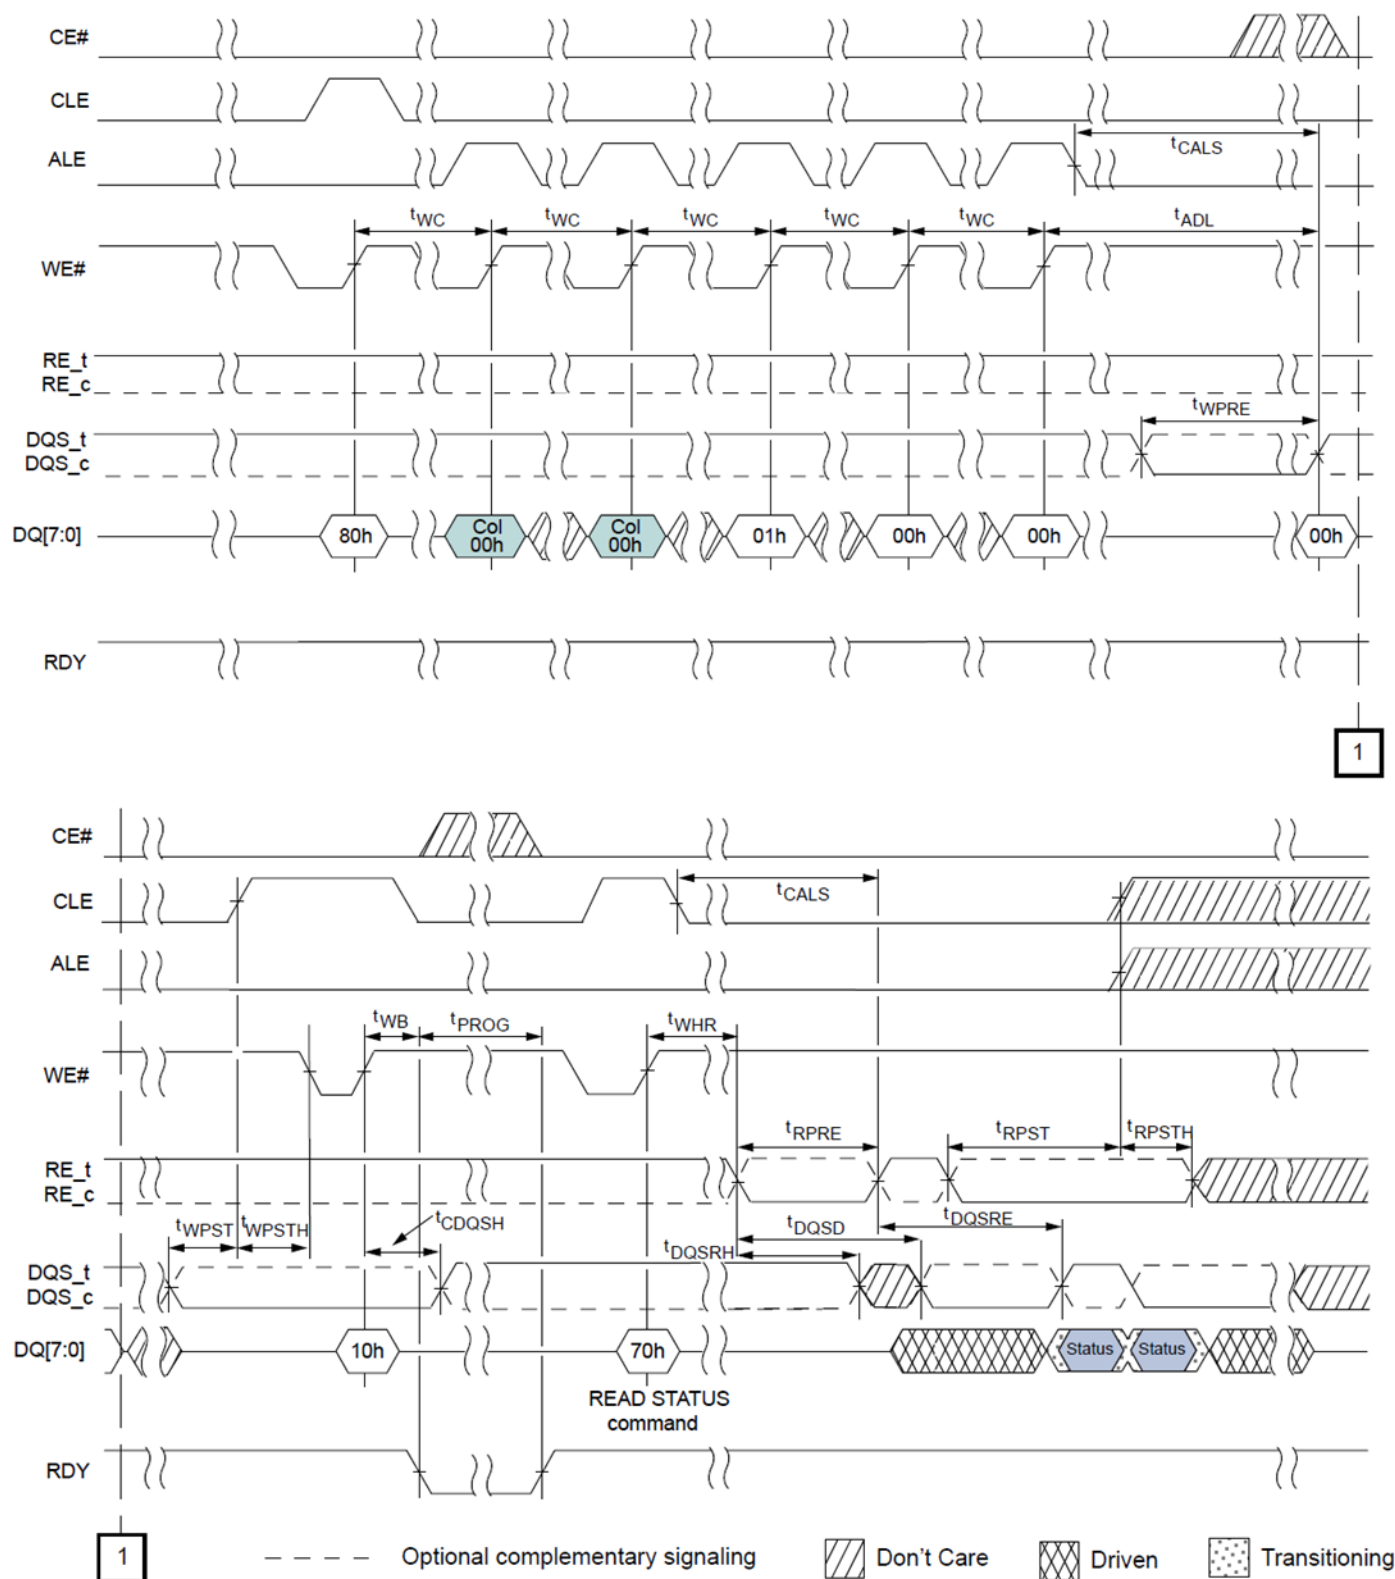 CE#
CLE
tCALS
ALE
tWC tWC tWC tWC tWC tADL
WE#
RE_t
RE_c
tWPRE
DQS_t
DQS_c
DQ[7:0] 80h Col 00h Col 00h 01h 00h 00h 00h
RDY
1
CE#
tCALS
CLE
ALE
tWB tPROG tWHR
WE#
tRPRE tRPST tRPSTH
RE_t
RE_c
tWPST tWPSTH tCDQSH tDQSRH tDQSD tDQSRE
DQS_t
DQS_c
DQ[7:0] 10h 70h Status Status
READ STATUS
command
RDY
1 Optional complementary signaling Don't Care Driven Transitioning